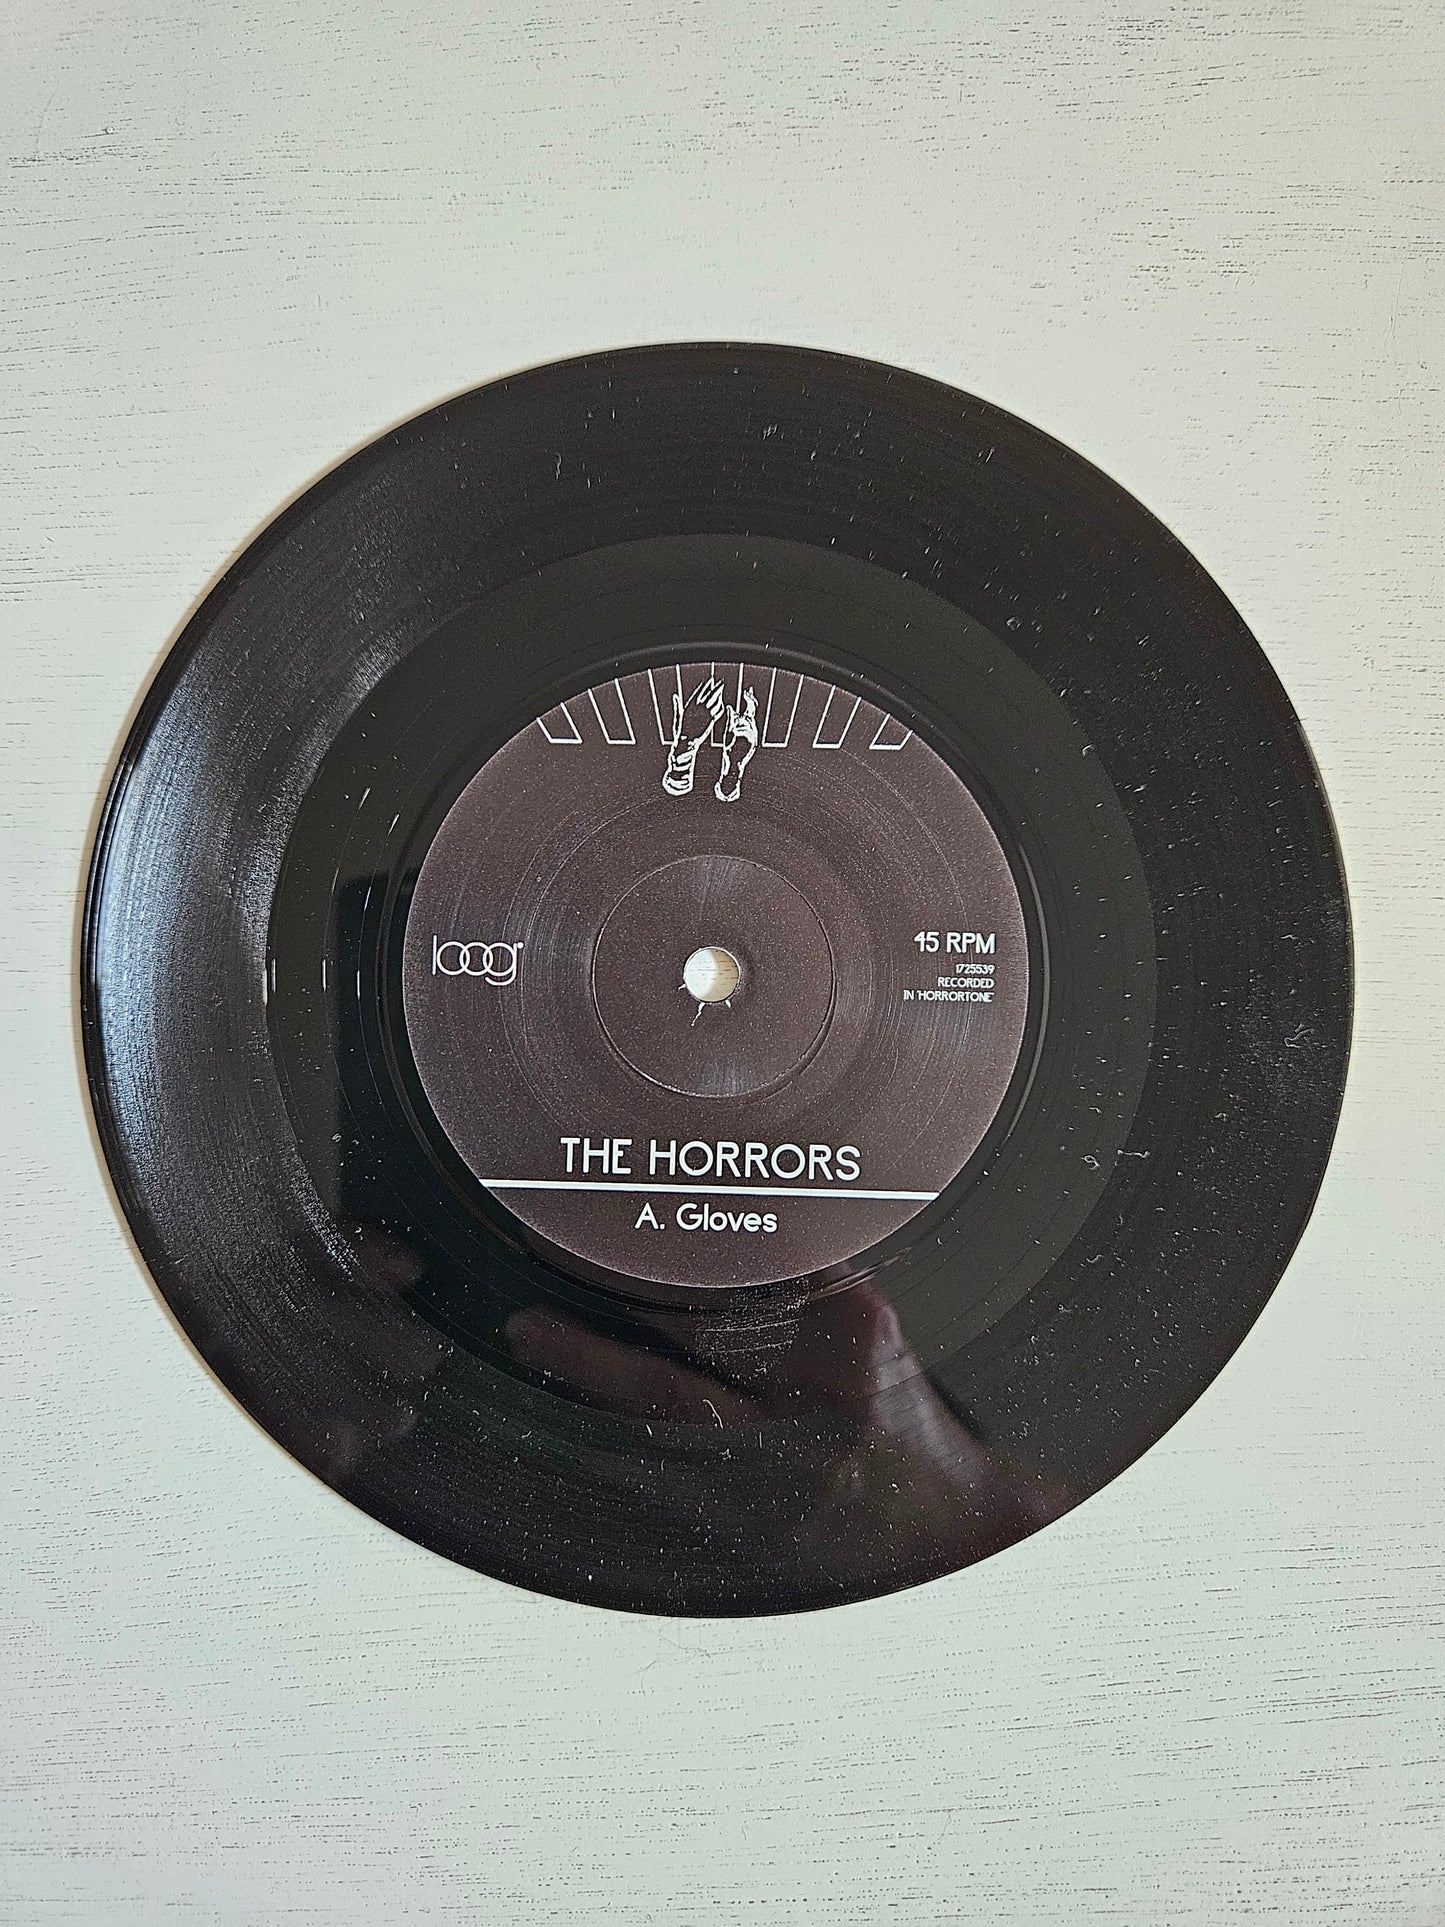 loog
45 RPM
1725539
RECORDED
IN 'HORRORTONE'
THE HORRORS
A. Gloves